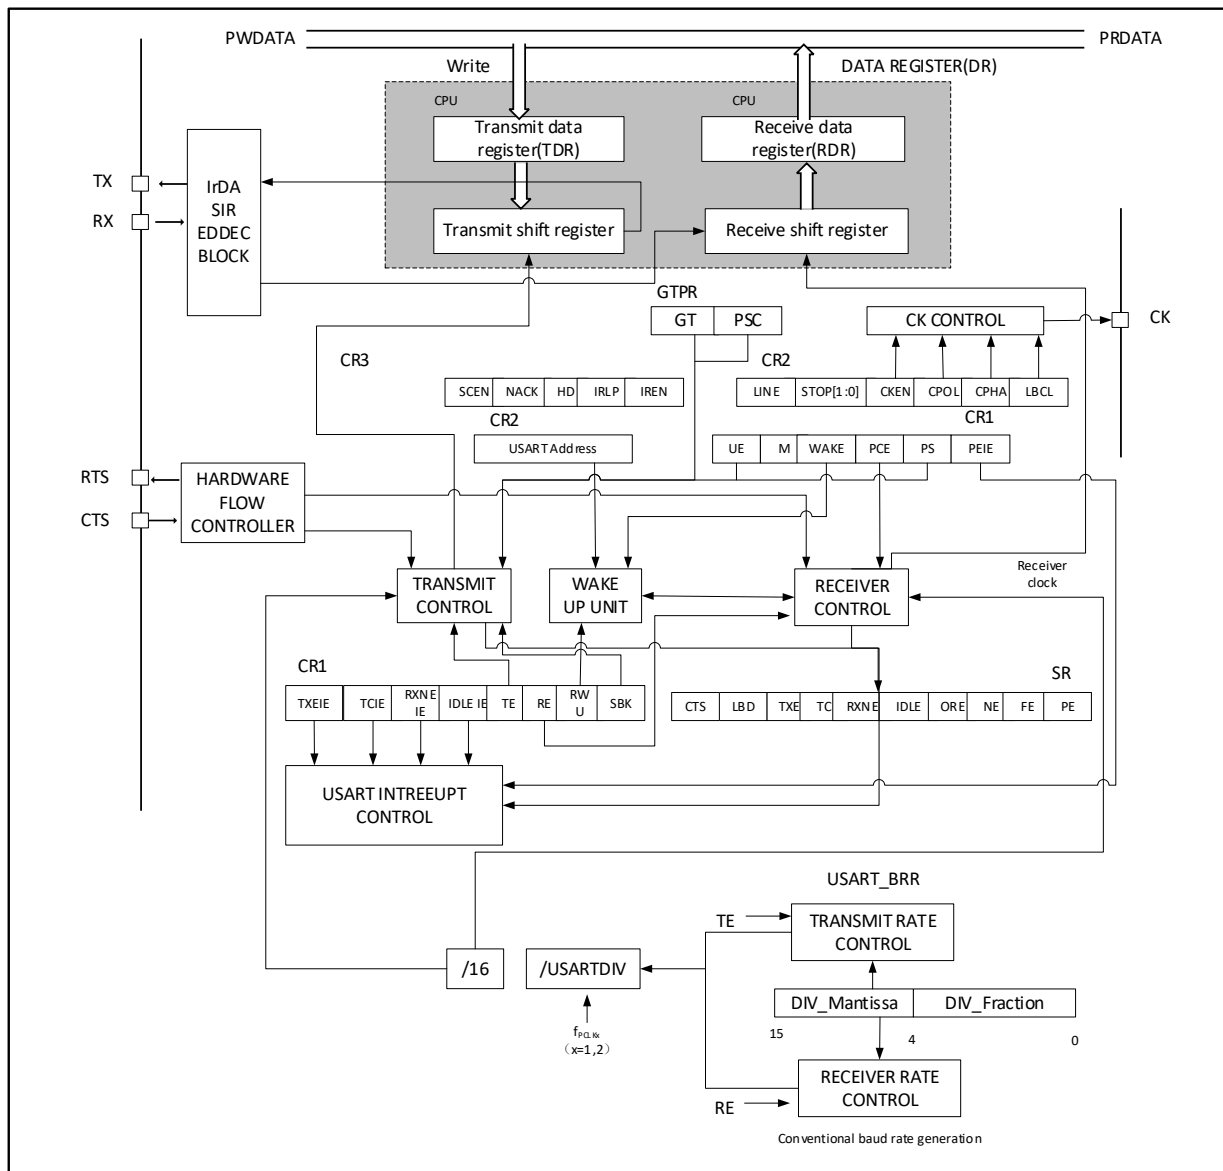 PWDATA
PRDATA
Write
DATA REGISTER(DR)
CPU
CPU
Transmit data
register(TDR)
Receive data
register(RDR)
TX
RX
IrDA
SIR
EDDEC
BLOCK
Transmit shift register
Receive shift register
GTPR
GT
PSC
CK CONTROL
CK
CR3
CR2
SCEN
NACK
HD
IRLP
IREN
LINE
STOP[1:0]
CKEN
CPOL
CPHA
LBCL
CR2
CR1
USART Address
UE
M
WAKE
PCE
PS
PEIE
RTS
CTS
HARDWARE
FLOW
CONTROLLER
TRANSMIT
CONTROL
WAKE
UP UNIT
RECEIVER
CONTROL
Receiver
clock
CR1
SR
TXEIE
TCIE
RXNE
IE
IDLE IE
TE
RE
RW
U
SBK
CTS
LBD
TXE
TC
RXNE
IDLE
ORE
NE
FE
PE
USART INTREEUPT
CONTROL
USART_BRR
TE
TRANSMIT RATE
CONTROL
/16
/USARTDIV
DIV_Mantissa
DIV_Fraction
fPCLKx
（x=1,2）
15
4
0
RECEIVER RATE
CONTROL
RE
Conventional baud rate generation